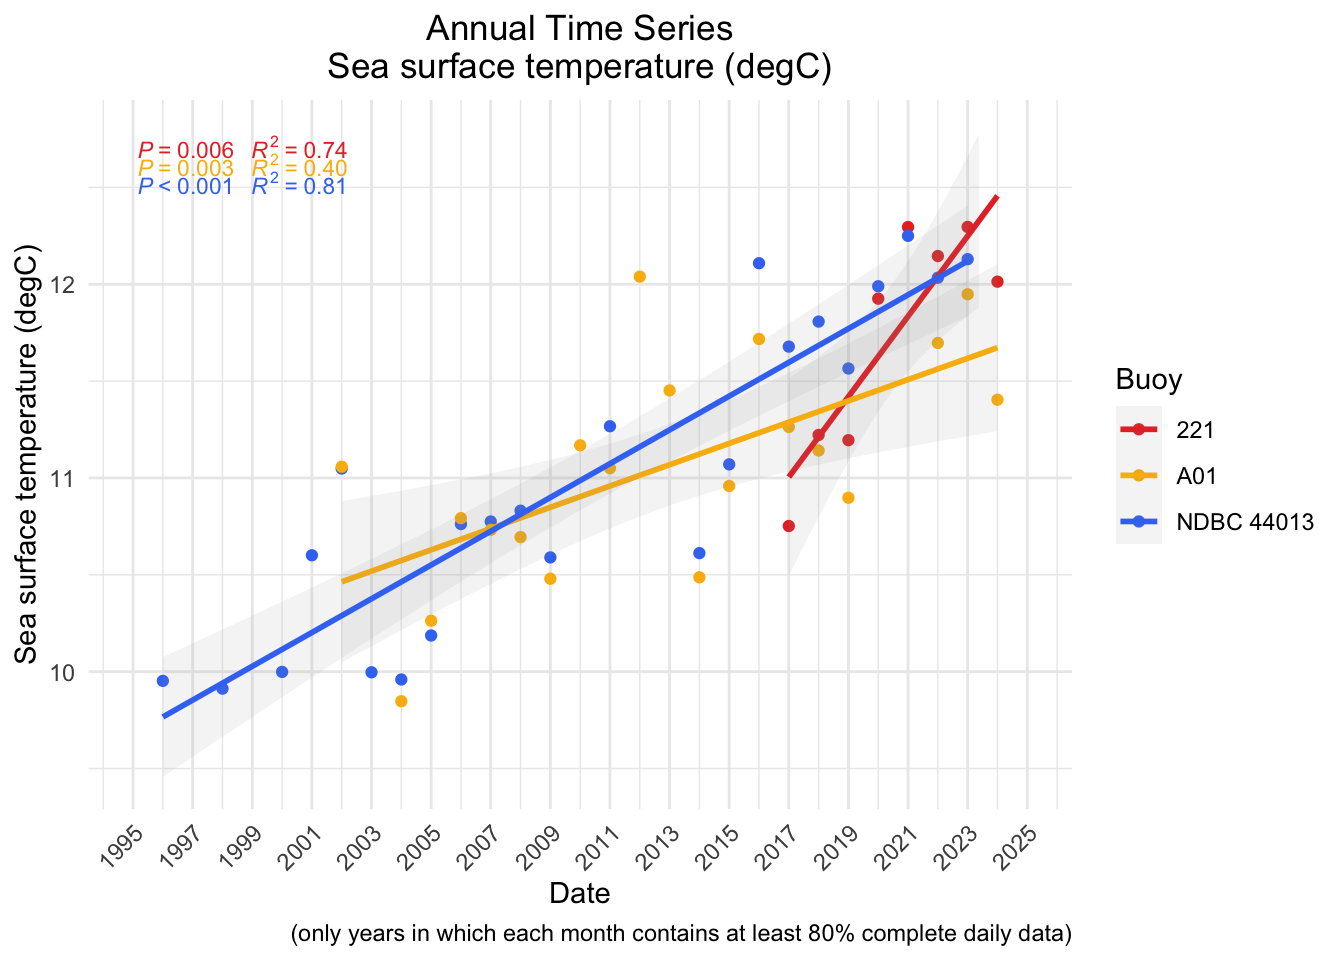 Annual Time Series
Sea surface temperature (degC)
P = 0.006 R² = 0.74
P = 0.003 R² = 0.40
P < 0.001 R² = 0.81
Sea surface temperature (degC)
12
11
10
1995 1997 1999 2001 2003 2005 2007 2009 2011 2013 2015 2017 2019 2021 2023 2025
Date
(only years in which each month contains at least 80% complete daily data)
Buoy
221
A01
NDBC 44013